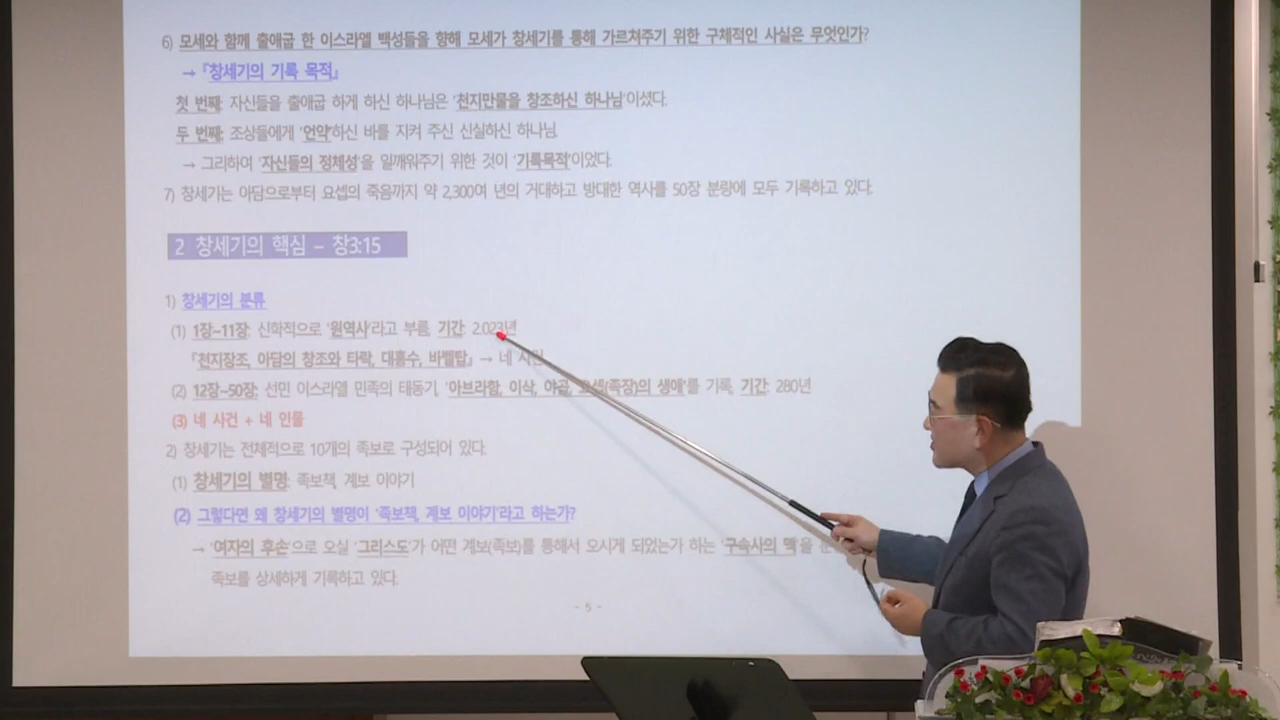 6) 모세와 함께 출애굽 한 이스라엘 백성들을 향해 모세가 창세기를 통해 가르쳐주기 위한 구체적인 사실은 무엇인가?
→ 『창세기의 기록 목적』
첫 번째: 자신들을 출애굽 하게 하신 하나님은 '천지만물을 창조하신 하나님'이셨다.
두 번째: 조상들에게 '언약'하신 바를 지켜 주신 신실하신 하나님.
→ 그리하여 '자신들의 정체성'을 일깨워주기 위한 것이 '기록목적'이었다.
7) 창세기는 아담으로부터 요셉의 죽음까지 약 2,300여 년의 거대하고 방대한 역사를 50장 분량에 모두 기록하고 있다.
2 창세기의 핵심 – 창3:15
1) 창세기의 분류
(1) 1장~11장: 신학적으로 '원역사'라고 부름, 기간: 2,023년
『천지창조, 아담의 창조와 타락, 대홍수, 바벨탑』 → 네 사건
(2) 12장~50장: 선민 이스라엘 민족의 태동기, '아브라함, 이삭, 야곱, 요셉(족장)의 생애'를 기록, 기간: 280년
(3) 네 사건 + 네 인물
2) 창세기는 전체적으로 10개의 족보로 구성되어 있다.
(1) 창세기의 별명: 족보책, 계보 이야기
(2) 그렇다면 왜 창세기의 별명이 '족보책, 계보 이야기'라고 하는가?
→ '여자의 후손'으로 오실 '그리스도'가 어떤 계보(족보)를 통해서 오시게 되었는가 하는 '구속사의 맥'을
족보를 상세하게 기록하고 있다.
- 5 -